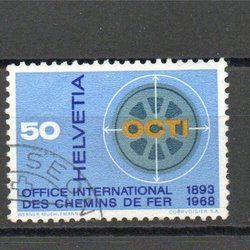 50
HELVETIA
OCTI
OFFICE INTERNATIONAL 1893
DES CHEMINS DE FER 1968
WERNER MUEHLEMANN COURVOISIER S.A.